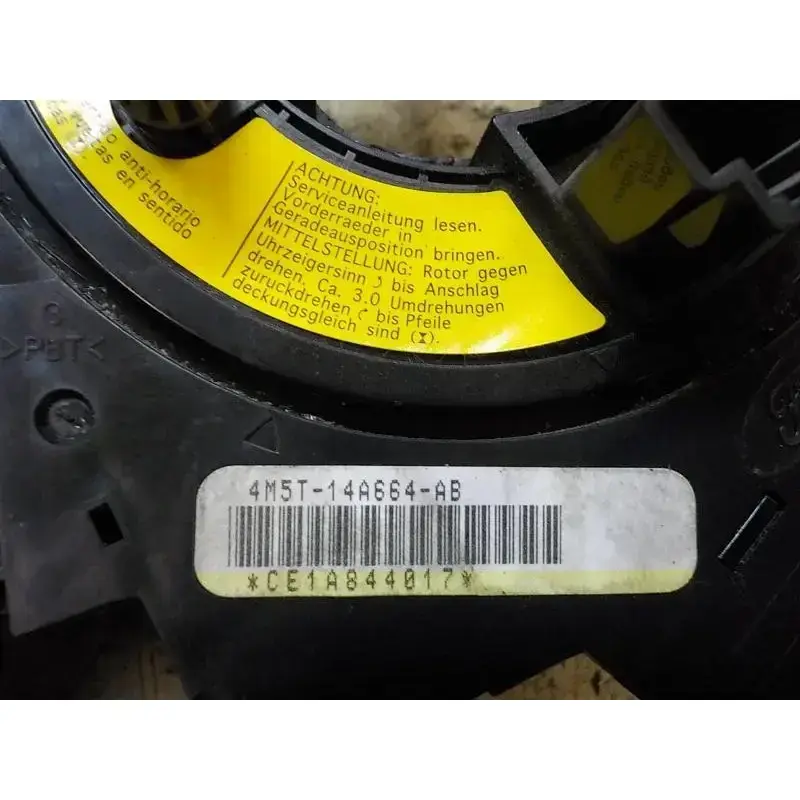 anti-horario
en sentido
ACHTUNG:
Serviceanleitung lesen.
Vorderraeder in
Geradeausposition bringen.
MITTELSTELLUNG: Rotor gegen
Uhrzeigersinn bis Anschlag
drehen. Ca. 3.0 Umdrehungen
zuruckdrehen bis Pfeile
deckungsgleich sind (⧗).
>PBT<
4M5T-14A664-AB
*CE1A844017*